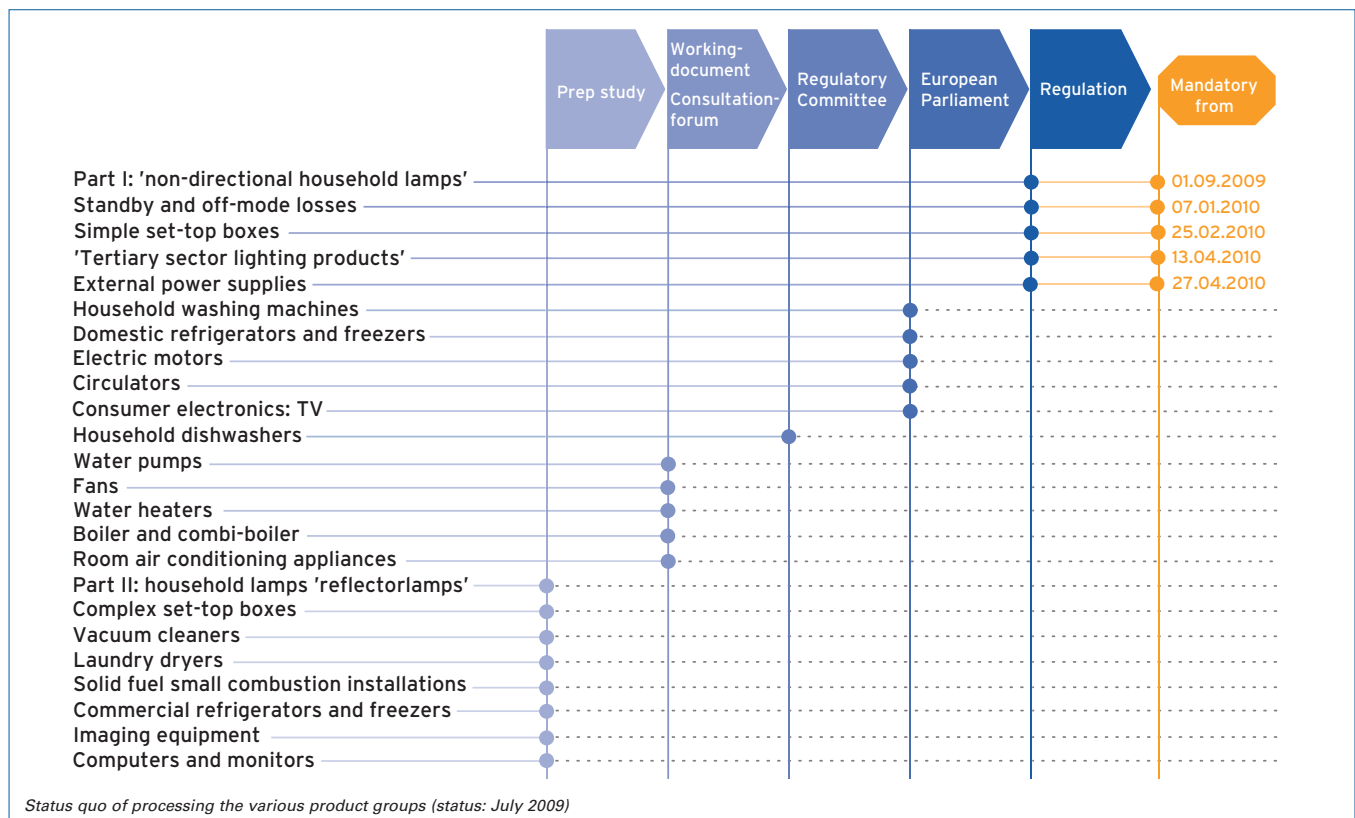 Prep study
Working-
document
Consultation-
forum
Regulatory
Committee
European
Parliament
Regulation
Mandatory
from
Part I: 'non-directional household lamps' 01.09.2009
Standby and off-mode losses 07.01.2010
Simple set-top boxes 25.02.2010
'Tertiary sector lighting products' 13.04.2010
External power supplies 27.04.2010
Household washing machines
Domestic refrigerators and freezers
Electric motors
Circulators
Consumer electronics: TV
Household dishwashers
Water pumps
Fans
Water heaters
Boiler and combi-boiler
Room air conditioning appliances
Part II: household lamps 'reflectorlamps'
Complex set-top boxes
Vacuum cleaners
Laundry dryers
Solid fuel small combustion installations
Commercial refrigerators and freezers
Imaging equipment
Computers and monitors
Status quo of processing the various product groups (status: July 2009)